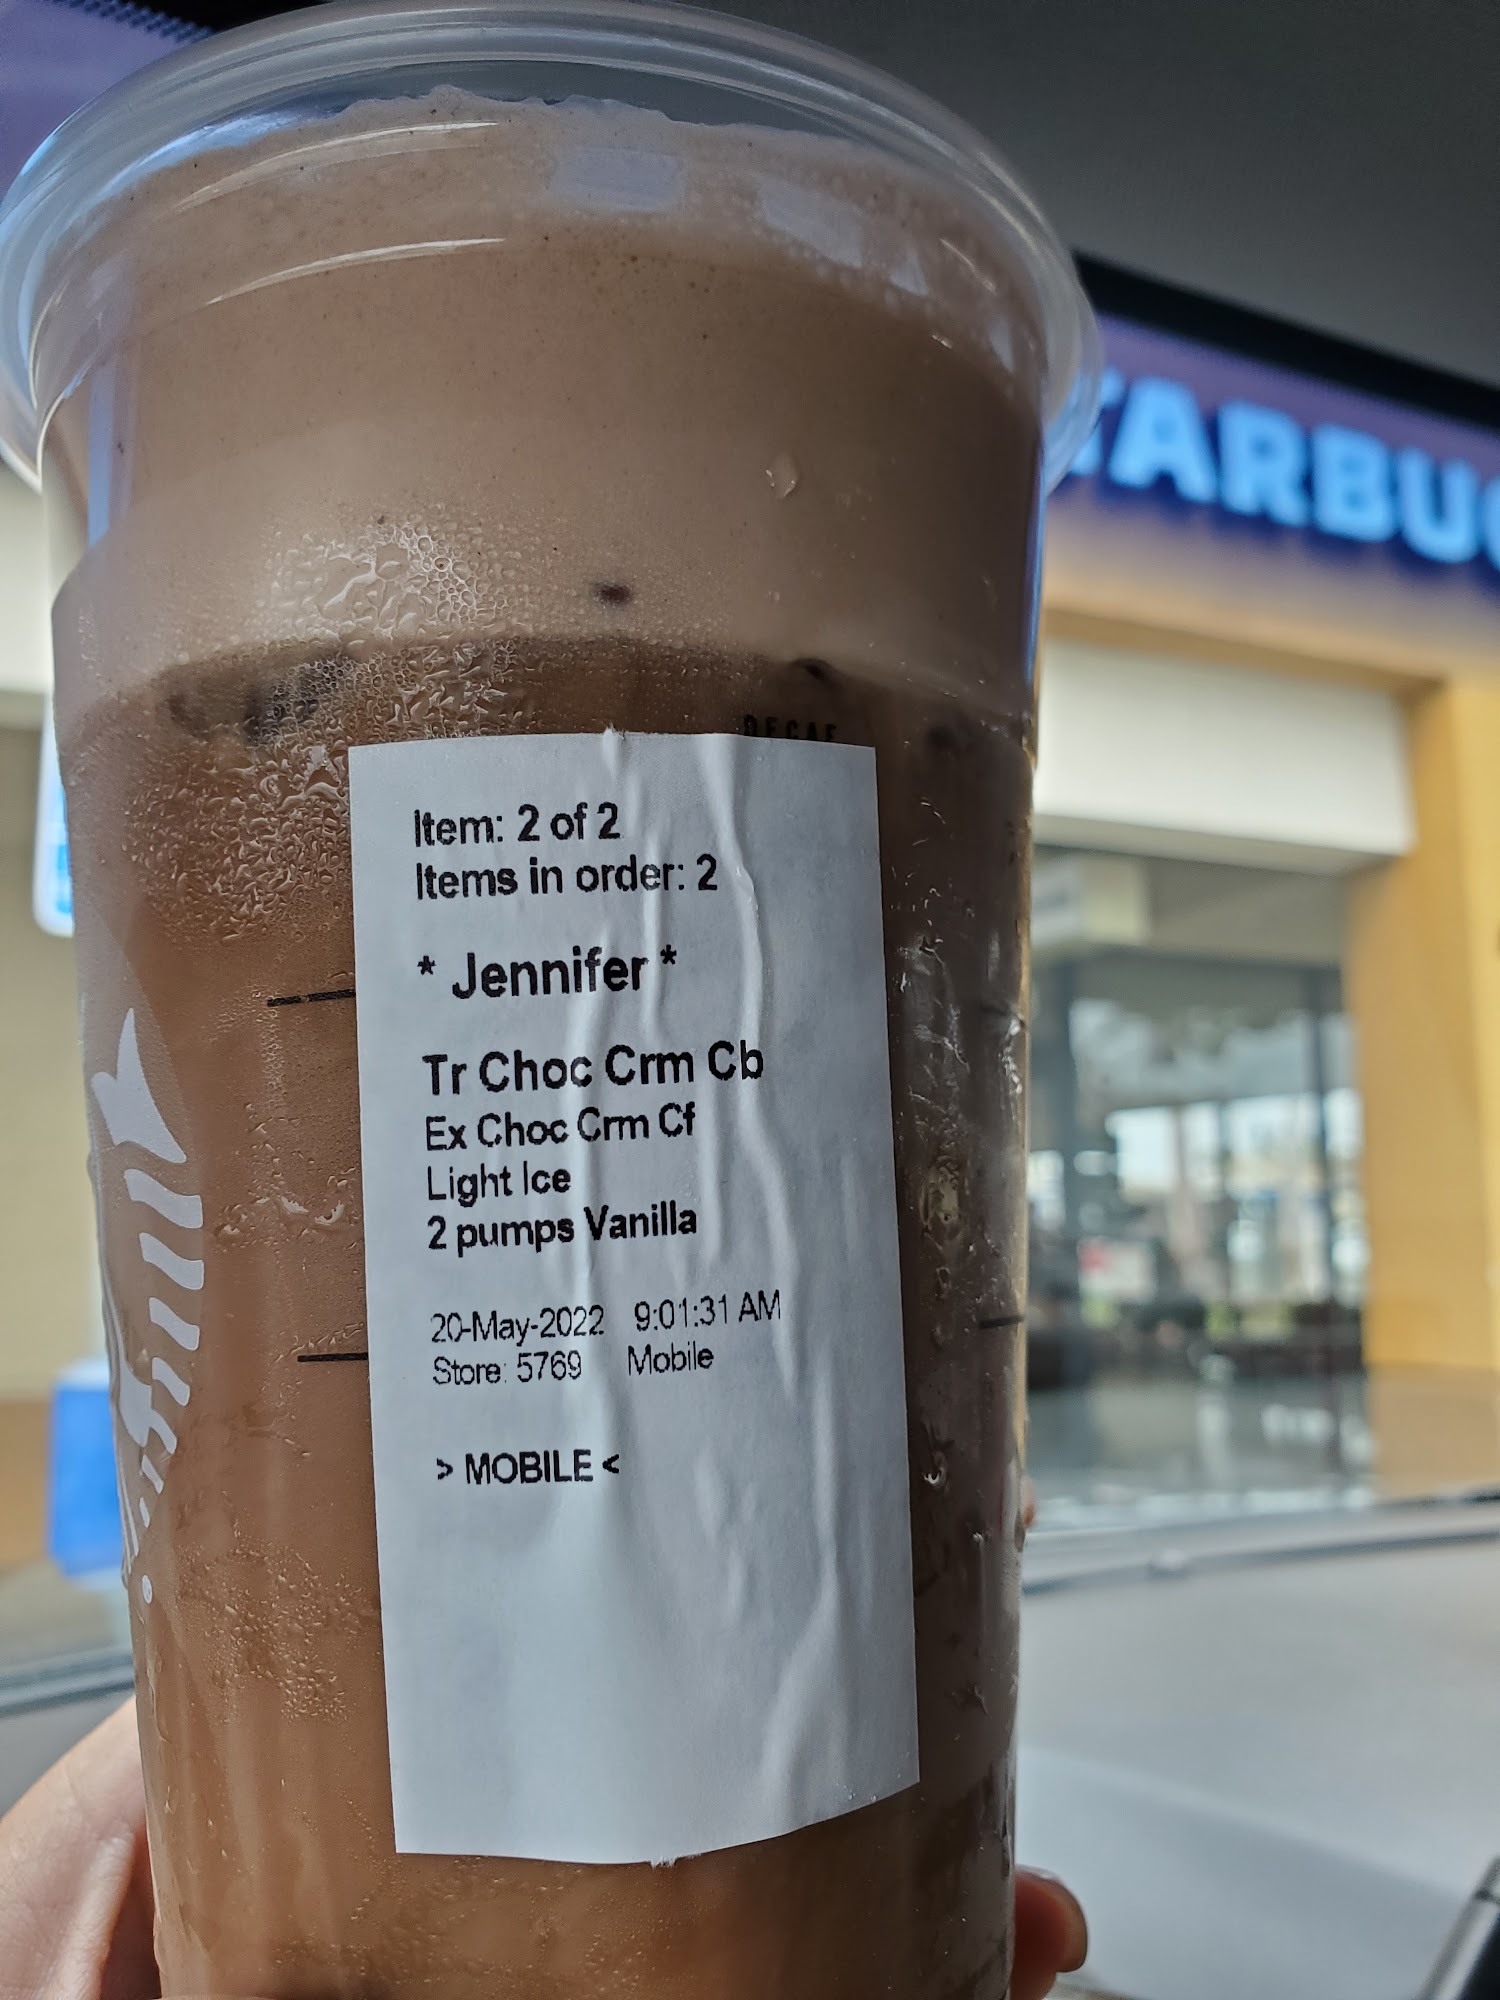 TARBUC
DECAF
Item: 2 of 2
Items in order: 2
* Jennifer *
Tr Choc Crm Cb
Ex Choc Crm Cf
Light Ice
2 pumps Vanilla
20-May-2022 9:01:31 AM
Store: 5769 Mobile
> MOBILE <